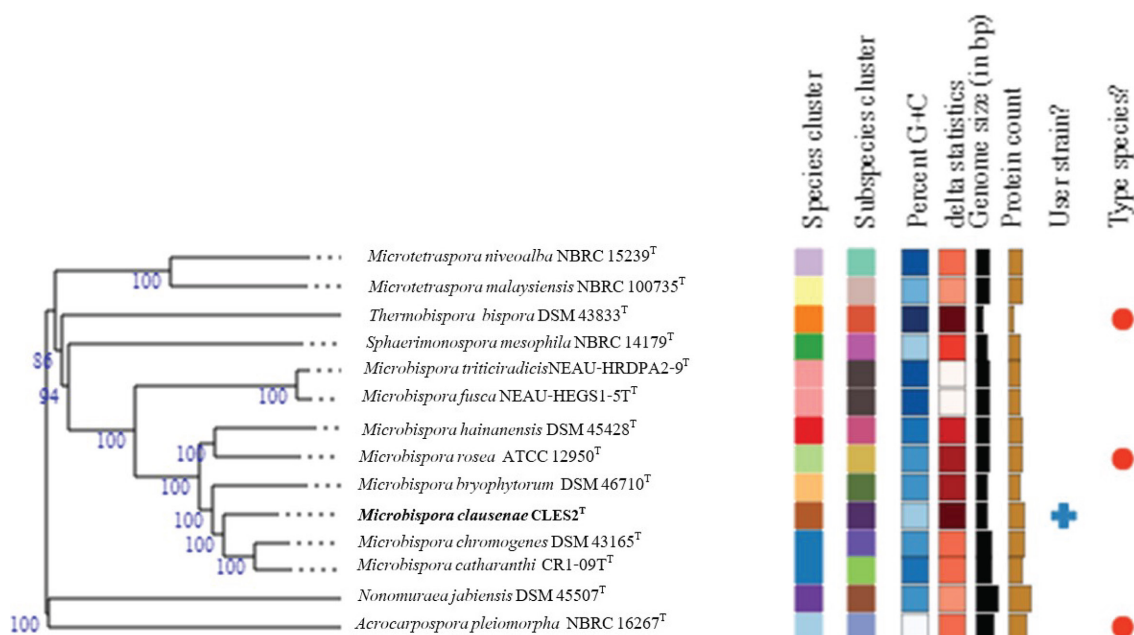 Species cluster
Subspecies cluster
Percent G+C
delta statistics
Genome size (in bp)
Protein count
User strain?
Type species?
Microtetraspora niveoalba NBRC 15239T
100
Microtetraspora malaysiensis NBRC 100735T
Thermobispora bispora DSM 43833T
86
Sphaerimonospora mesophila NBRC 14179T
Microbispora triticiradicisNEAU-HRDPA2-9T
94
100
Microbispora fusca NEAU-HEGS1-5TT
100
Microbispora hainanensis DSM 45428T
100
Microbispora rosea ATCC 12950T
100
Microbispora bryophytorum DSM 46710T
100
Microbispora clausenae CLES2T
100
Microbispora chromogenes DSM 43165T
100
Microbispora catharanthi CR1-09TT
Nonomuraea jabiensis DSM 45507T
100
Acrocarpospora pleiomorpha NBRC 16267T